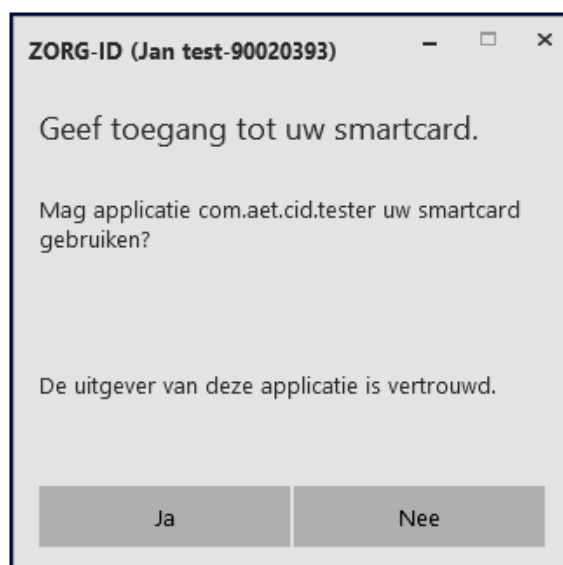 ZORG-ID (Jan test-90020393)
Geef toegang tot uw smartcard.
Mag applicatie com.aet.cid.tester uw smartcard
gebruiken?
De uitgever van deze applicatie is vertrouwd.
Ja Nee